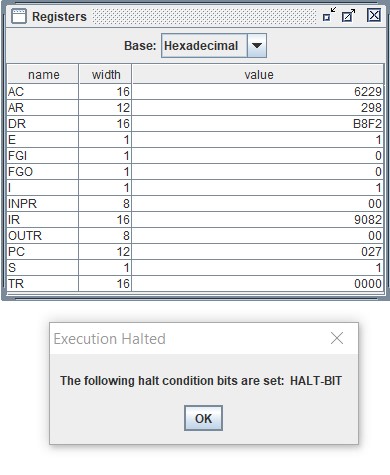 Registers
Base: Hexadecimal
name width value
AC 16 6229
AR 12 298
DR 16 B8F2
E 1 1
FGI 1 0
FGO 1 0
I 1 1
INPR 8 00
IR 16 9082
OUTR 8 00
PC 12 027
S 1 1
TR 16 0000
Execution Halted
The following halt condition bits are set: HALT-BIT
OK